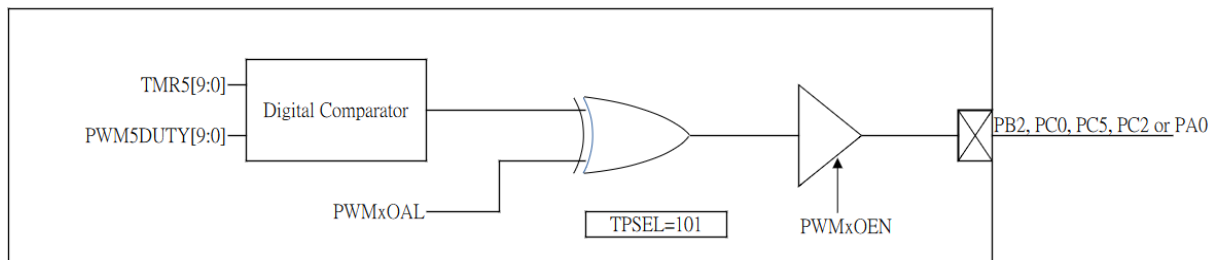 TMR5[9:0]
Digital Comparator
PWM5DUTY[9:0]
PB2, PC0, PC5, PC2 or PA0
PWMxOAL
TPSEL=101
PWMxOEN